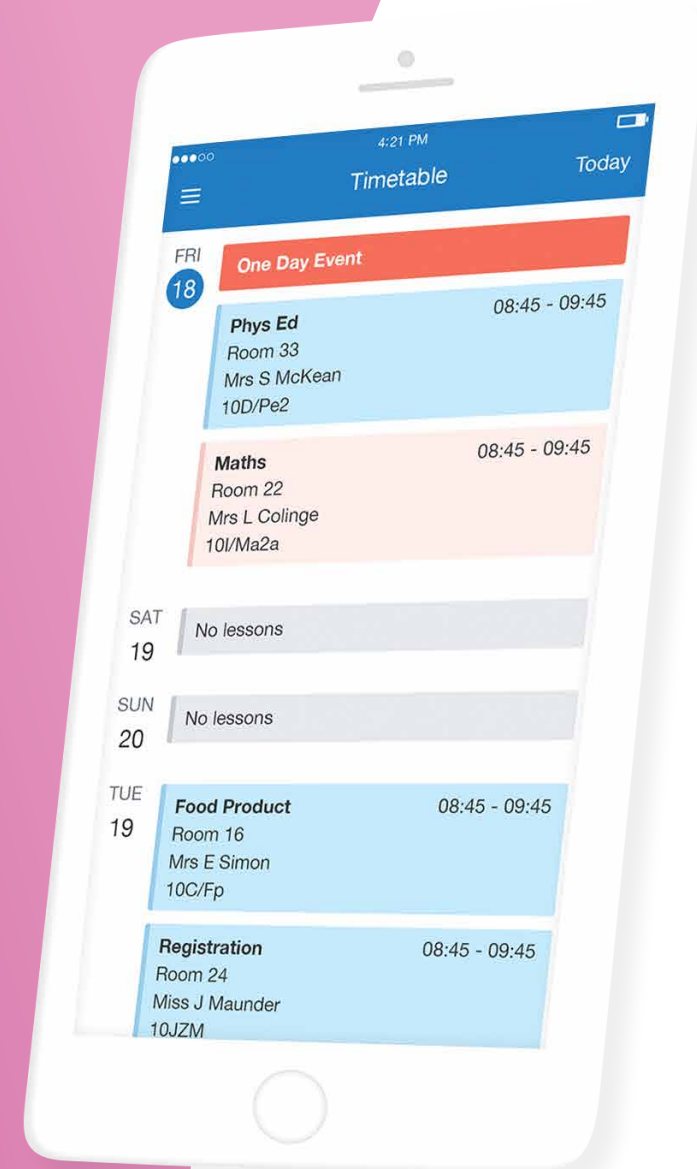 4:21 PM
Timetable
Today
FRI
18
One Day Event
Phys Ed
08:45 - 09:45
Room 33
Mrs S McKean
10D/Pe2
Maths
08:45 - 09:45
Room 22
Mrs L Colinge
10I/Ma2a
SAT
19
No lessons
SUN
20
No lessons
TUE
19
Food Product
08:45 - 09:45
Room 16
Mrs E Simon
10C/Fp
Registration
08:45 - 09:45
Room 24
Miss J Maunder
10JZM